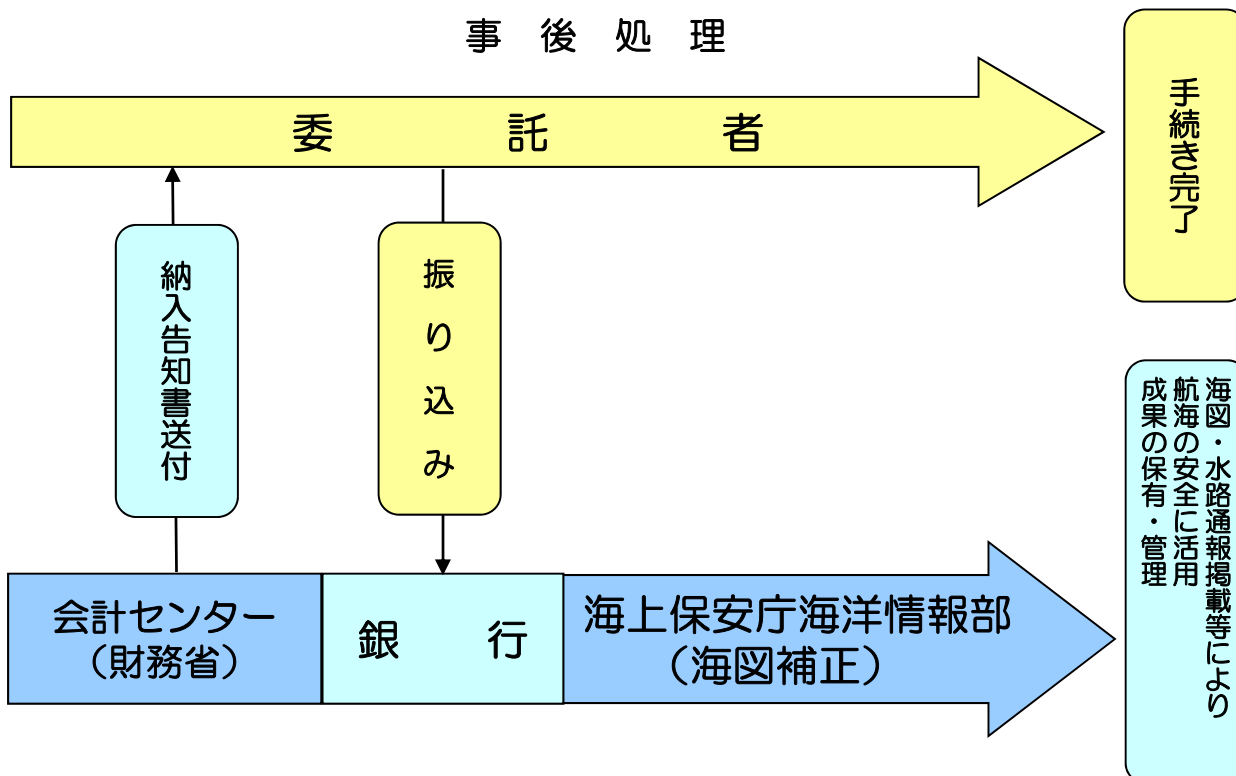 事後処理
委託者
手続き完了
納入告知書送付
振り込み
会計センター
（財務省）
銀行
海上保安庁海洋情報部
（海図補正）
海図・水路通報掲載等により
航海の安全に活用
成果の保有・管理